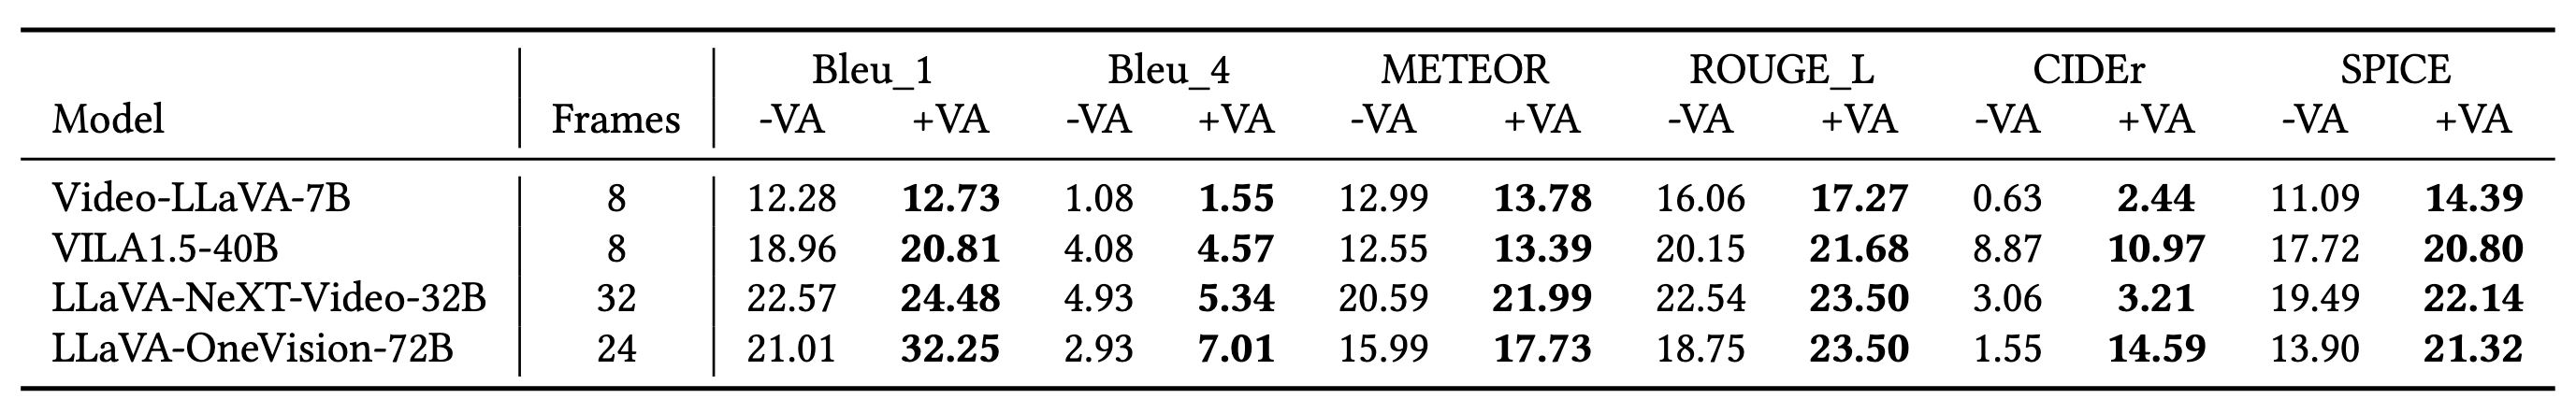 Bleu_1 Bleu_4 METEOR ROUGE_L CIDEr SPICE
Model Frames -VA +VA -VA +VA -VA +VA -VA +VA -VA +VA -VA +VA
Video-LLaVA-7B 8 12.28 12.73 1.08 1.55 12.99 13.78 16.06 17.27 0.63 2.44 11.09 14.39
VILA1.5-40B 8 18.96 20.81 4.08 4.57 12.55 13.39 20.15 21.68 8.87 10.97 17.72 20.80
LLaVA-NeXT-Video-32B 32 22.57 24.48 4.93 5.34 20.59 21.99 22.54 23.50 3.06 3.21 19.49 22.14
LLaVA-OneVision-72B 24 21.01 32.25 2.93 7.01 15.99 17.73 18.75 23.50 1.55 14.59 13.90 21.32